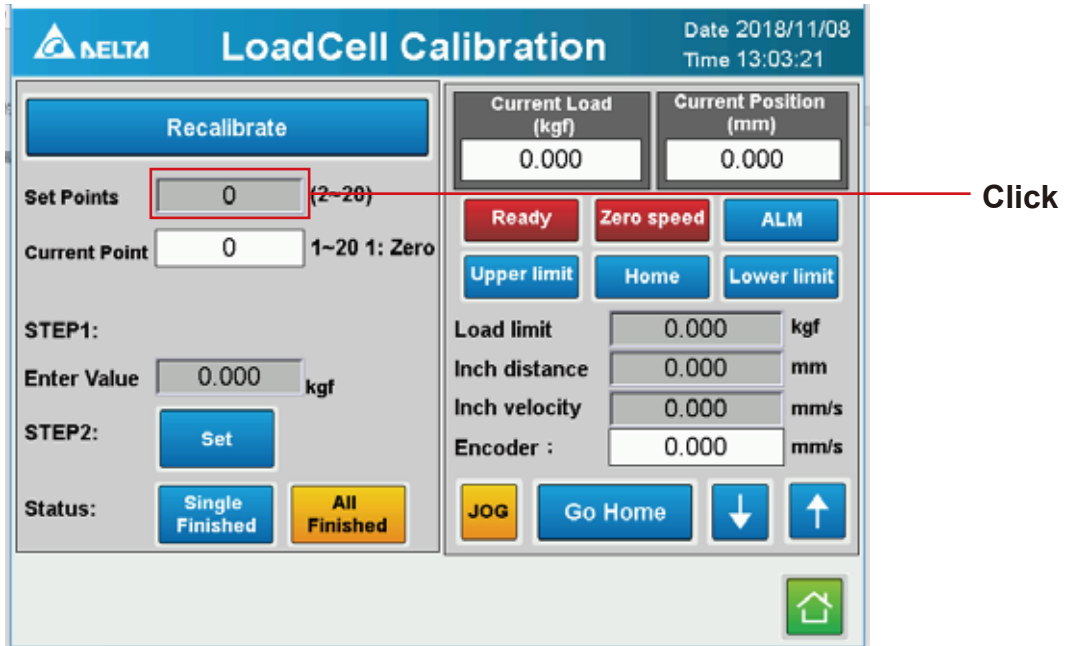 DELTA
LoadCell Calibration
Date 2018/11/08
Time 13:03:21
Recalibrate
Set Points 0 (2~20)
Current Point 0 1~20 1: Zero
STEP1:
Enter Value 0.000 kgf
STEP2: Set
Status: Single Finished All Finished
Current Load (kgf)
0.000
Current Position (mm)
0.000
Ready Zero speed ALM
Upper limit Home Lower limit
Load limit 0.000 kgf
Inch distance 0.000 mm
Inch velocity 0.000 mm/s
Encoder : 0.000 mm/s
JOG Go Home
Click